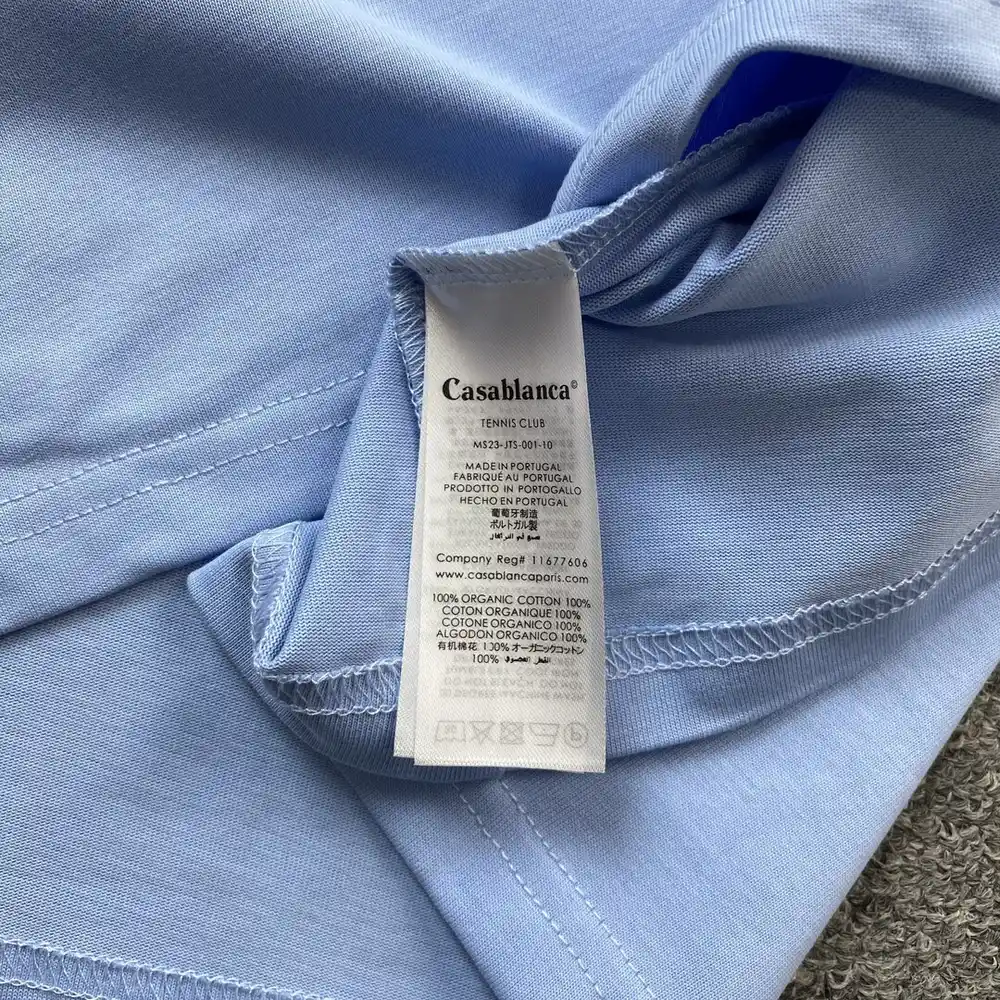 Casablanca©
TENNIS CLUB
MS23-JTS-001-10
MADE IN PORTUGAL
FABRIQUÉ AU PORTUGAL
PRODOTTO IN PORTOGALLO
HECHO EN PORTUGAL
葡萄牙制造
ポルトガル製
Company Reg# 11677606
www.casablancaparis.com
100% ORGANIC COTTON 100%
COTON ORGANIQUE 100%
COTONE ORGANICO 100%
ALGODON ORGANICO 100%
有机棉花 100% オーガニックコットン
100%